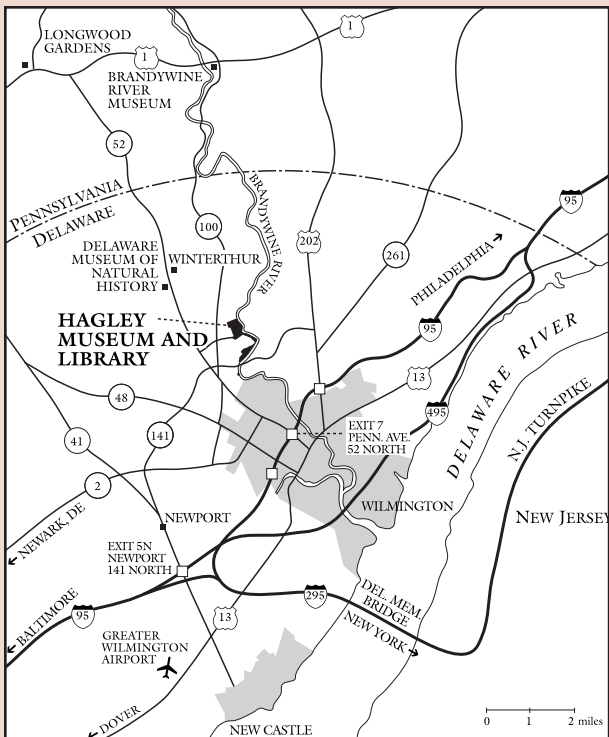 LONGWOOD
GARDENS
1
1
BRANDYWINE
RIVER
MUSEUM
52
PENNSYLVANIA
DELAWARE
BRANDYWINE RIVER
100
202
261
95
PHILADELPHIA
DELAWARE
MUSEUM OF
NATURAL
HISTORY
WINTERTHUR
HAGLEY
MUSEUM AND
LIBRARY
95
13
495
DELAWARE RIVER
N.J. TURNPIKE
48
41
141
2
EXIT 7
PENN. AVE.
52 NORTH
WILMINGTON
NEW JERSEY
NEWARK, DE
NEWPORT
EXIT 5N
NEWPORT
141 NORTH
BALTIMORE
95
13
295
DEL. MEM.
BRIDGE
NEW YORK
GREATER
WILMINGTON
AIRPORT
DOVER
NEW CASTLE
0 1 2 miles